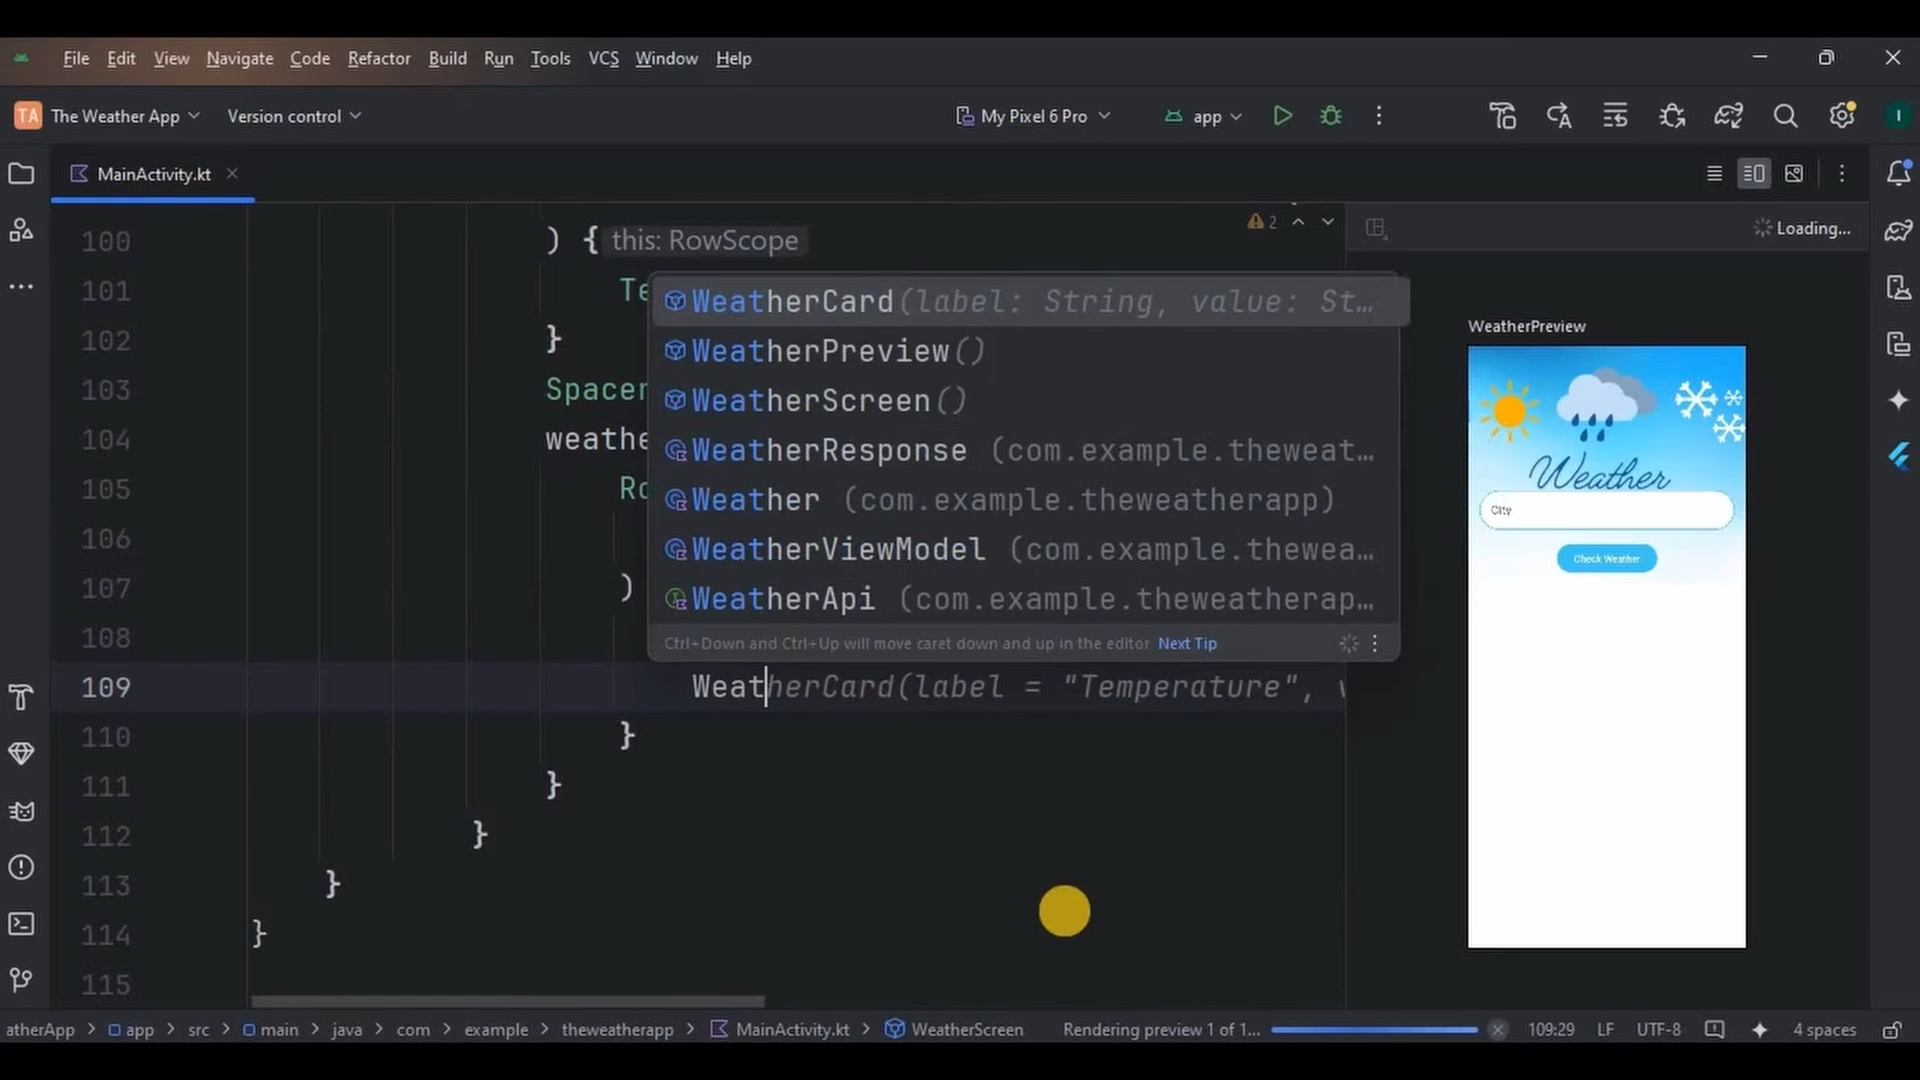 File Edit View Navigate Code Refactor Build Run Tools VCS Window Help
TA The Weather App Version control My Pixel 6 Pro app I
MainActivity.kt
2 Loading...
100 ) { this: RowScope
101 Te
102 }
103 Spacer
104 weathe
105 Ro
106
107 )
108
WeatherCard(label: String, value: St...
WeatherPreview()
WeatherScreen()
WeatherResponse (com.example.theweat...
Weather (com.example.theweatherapp)
WeatherViewModel (com.example.thewea...
WeatherApi (com.example.theweatherap...
Ctrl+Down and Ctrl+Up will move caret down and up in the editor Next Tip
109 WeatherCard(label = "Temperature",
110 }
111 }
112 }
113 }
114 }
115
WeatherPreview
Weather
City
Check Weather
atherApp > app > src > main > java > com > example > theweatherapp > MainActivity.kt > WeatherScreen Rendering preview 1 of 1... 109:29 LF UTF-8 4 spaces